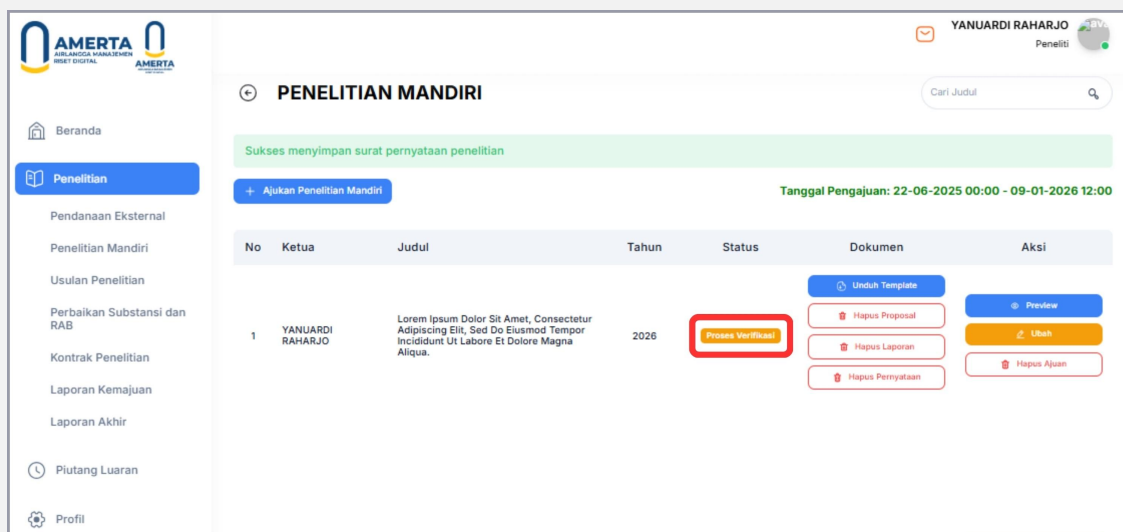 AMERTA
AIRLANGGA MANAJEMEN
RISET DIGITAL
AMERTA
YANUARDI RAHARJO
Peneliti
PENELITIAN MANDIRI
Cari Judul
Beranda
Sukses menyimpan surat pernyataan penelitian
Penelitian
+ Ajukan Penelitian Mandiri
Tanggal Pengajuan: 22-06-2025 00:00 - 09-01-2026 12:00
Pendanaan Eksternal
Penelitian Mandiri
Usulan Penelitian
Perbaikan Substansi dan
RAB
Kontrak Penelitian
Laporan Kemajuan
Laporan Akhir
Piutang Luaran
Profil
No Ketua Judul Tahun Status Dokumen Aksi
1
YANUARDI
RAHARJO
Lorem Ipsum Dolor Sit Amet, Consectetur
Adipiscing Elit, Sed Do Eiusmod Tempor
Incididunt Ut Labore Et Dolore Magna
Aliqua.
2026
Proses Verifikasi
Unduh Template
Hapus Proposal
Hapus Laporan
Hapus Pernyataan
Preview
Ubah
Hapus Ajuan